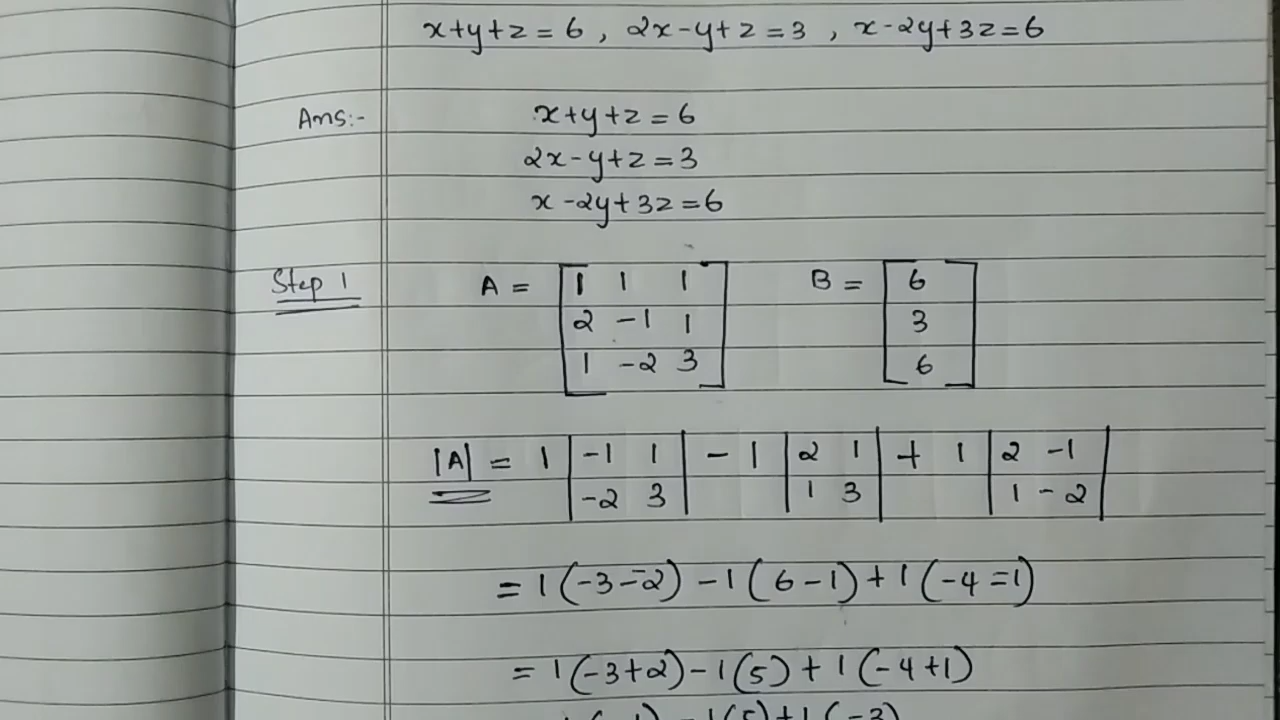 x+y+z=6, 2x-y+z=3, x-2y+3z=6
Ans:- x+y+z=6
2x-y+z=3
x-2y+3z=6
Step 1 A = [1 1 1 B = [6
2 -1 1 3
1 -2 3] 6]
|A| = 1 |-1 1| - 1 |2 1| + 1 |2 -1|
|-2 3| |1 3| |1 -2|
= 1(-3--2) -1(6-1) +1(-4=1)
= 1(-3+2) -1(5) + 1(-4+1)